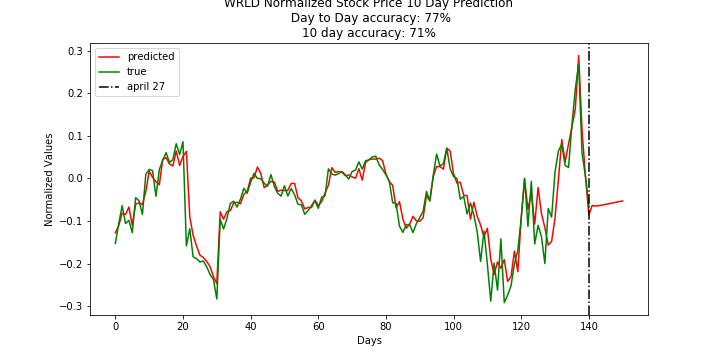 WRLD Normalized Stock Price 10 Day Prediction
Day to Day accuracy: 77%
10 day accuracy: 71%
predicted
true
april 27
Normalized Values
0.3
0.2
0.1
0.0
−0.1
−0.2
−0.3
0
20
40
60
80
100
120
140
Days